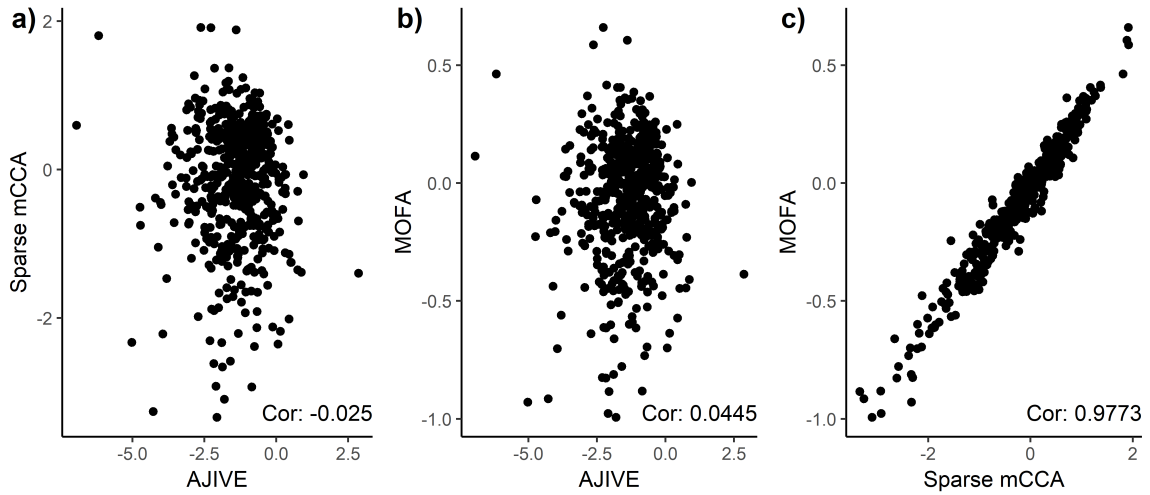 a)
2
0
-2
Sparse mCCA
Cor: -0.025
-5.0 -2.5 0.0 2.5
AJIVE
b)
0.5
0.0
-0.5
-1.0
MOFA
Cor: 0.0445
-5.0 -2.5 0.0 2.5
AJIVE
c)
0.5
0.0
-0.5
-1.0
MOFA
Cor: 0.9773
-2 0 2
Sparse mCCA